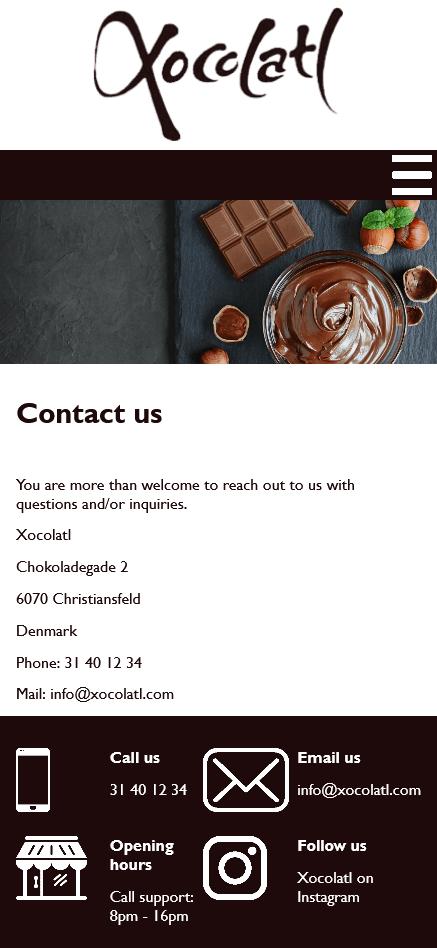 Xocolatl
Contact us
You are more than welcome to reach out to us with
questions and/or inquiries.
Xocolatl
Chokoladegade 2
6070 Christiansfeld
Denmark
Phone: 31 40 12 34
Mail: info@xocolatl.com
Call us
31 40 12 34
Email us
info@xocolatl.com
Opening
hours
Call support:
8pm - 16pm
Follow us
Xocolatl on
Instagram